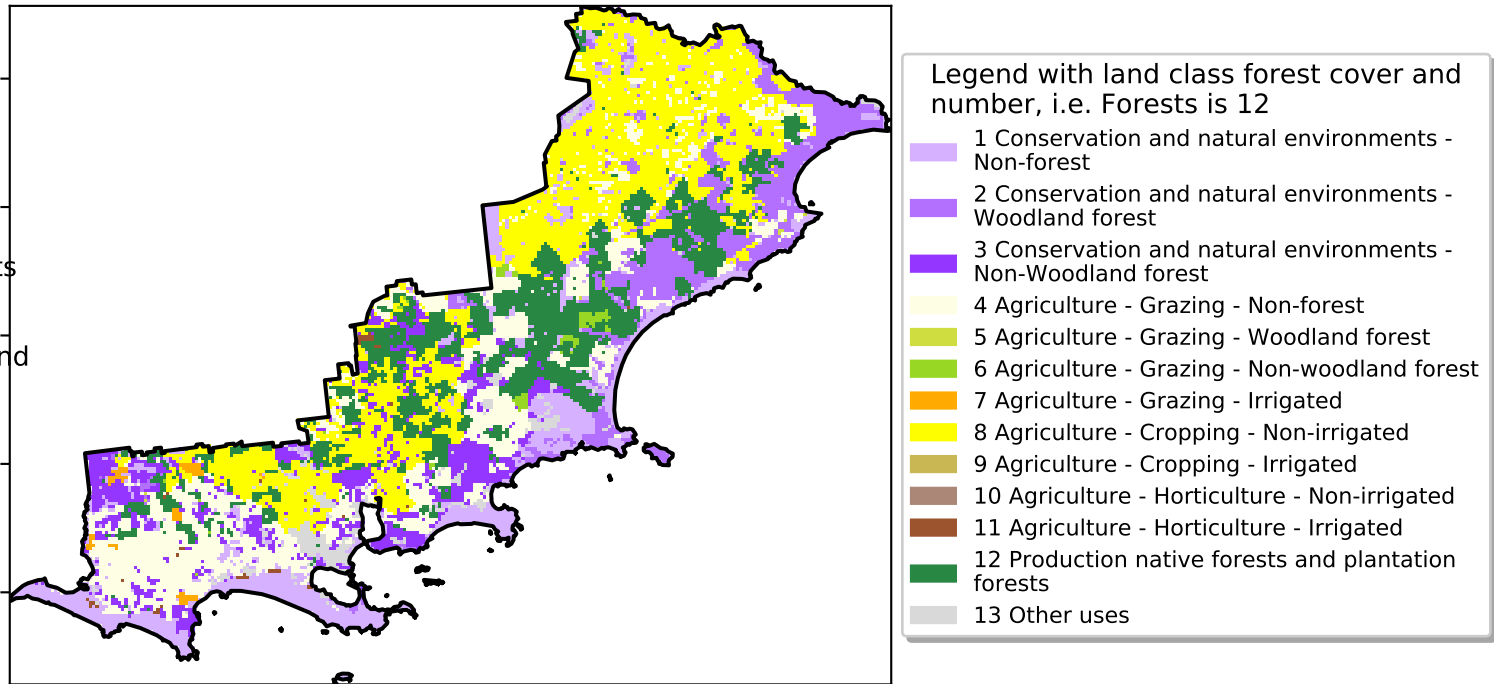 Legend with land class forest cover and
number, i.e. Forests is 12
1 Conservation and natural environments -
Non-forest
2 Conservation and natural environments -
Woodland forest
3 Conservation and natural environments -
Non-Woodland forest
4 Agriculture - Grazing - Non-forest
5 Agriculture - Grazing - Woodland forest
6 Agriculture - Grazing - Non-woodland forest
7 Agriculture - Grazing - Irrigated
8 Agriculture - Cropping - Non-irrigated
9 Agriculture - Cropping - Irrigated
10 Agriculture - Horticulture - Non-irrigated
11 Agriculture - Horticulture - Irrigated
12 Production native forests and plantation
forests
13 Other uses